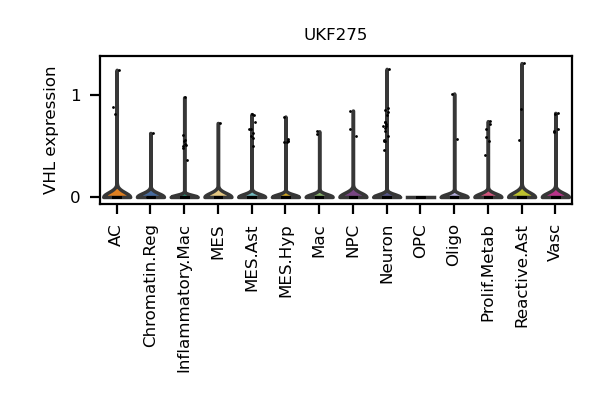 UKF275
VHL expression
1
0
AC
Chromatin.Reg
Inflammatory.Mac
MES
MES.Ast
MES.Hyp
Mac
NPC
Neuron
OPC
Oligo
Prolif.Metab
Reactive.Ast
Vasc